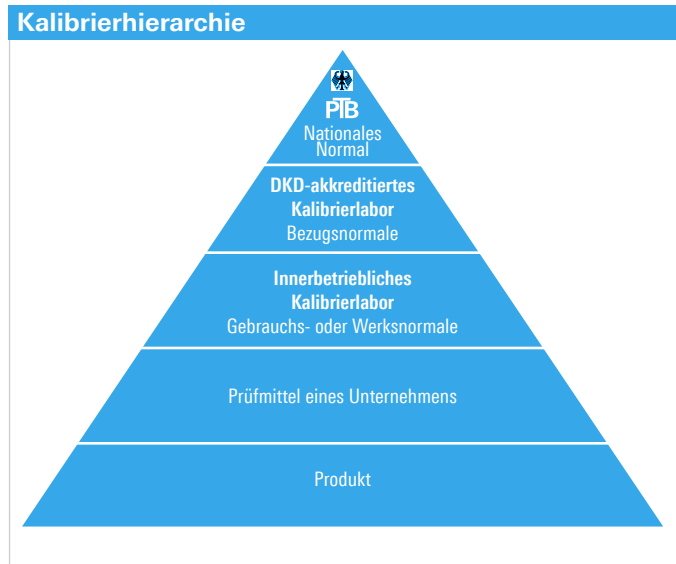 Kalibrierhierarchie
PTB
Nationales
Normal
DKD-akkreditiertes
Kalibrierlabor
Bezugsnormale
Innerbetriebliches
Kalibrierlabor
Gebrauchs- oder Werksnormale
Prüfmittel eines Unternehmens
Produkt